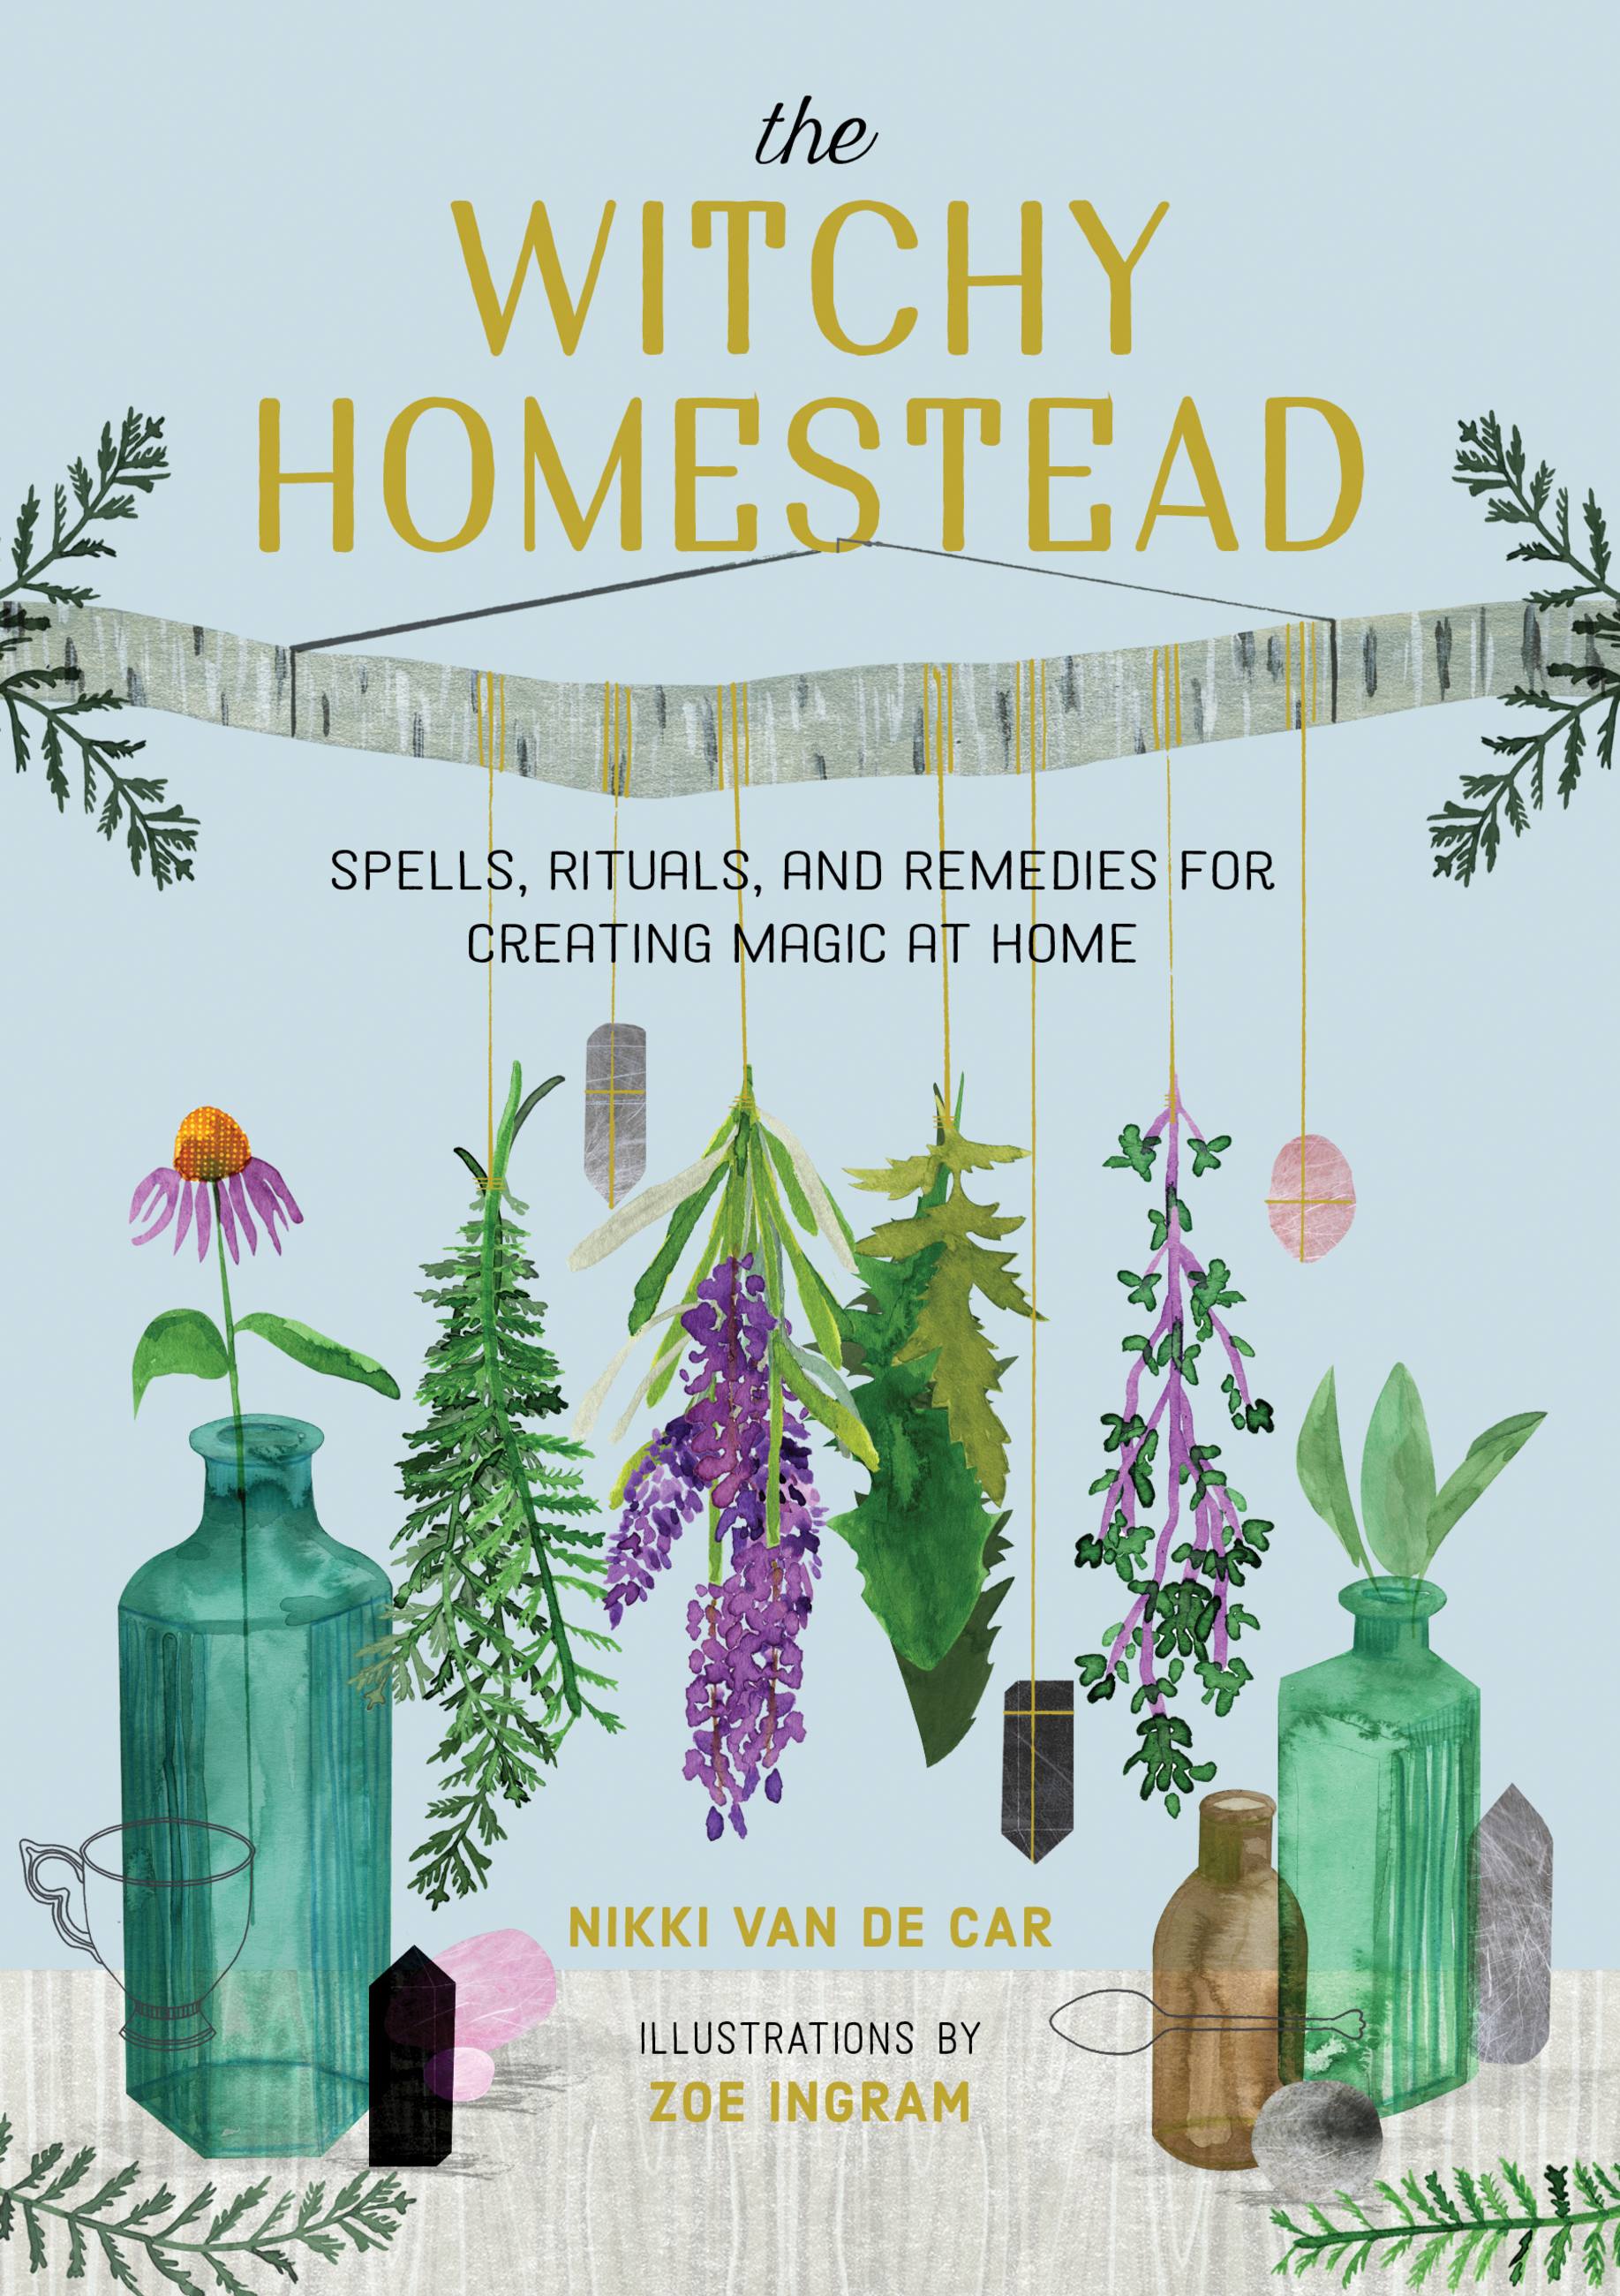 the
WITCHY
HOMESTEAD
SPELLS, RITUALS, AND REMEDIES FOR
CREATING MAGIC AT HOME
NIKKI VAN DE CAR
ILLUSTRATIONS BY
ZOE INGRAM